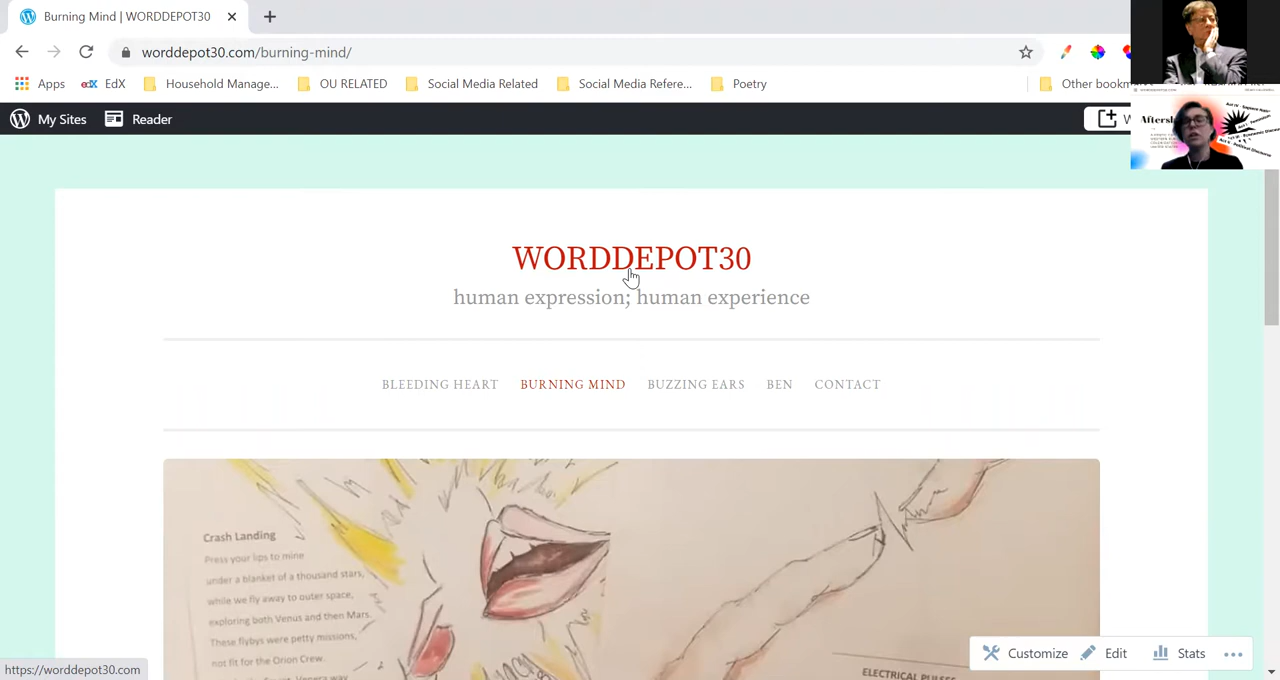 Burning Mind | WORDDEPOT30
worddepot30.com/burning-mind/
Apps EdX Household Manage... OU RELATED Social Media Related Social Media Refere... Poetry Other bookm
My Sites Reader W
Aftersh
WORDDEPOT30
human expression; human experience
BLEEDING HEART BURNING MIND BUZZING EARS BEN CONTACT
Crash Landing
Press your lips to mine
under a blanket of a thousand stars,
while we fly away to outer space,
exploring both Venus and then Mars.
These flybys were petty missions,
not fit for the Orion Crew.
ELECTRICAL PULSES
Customize Edit Stats
https://worddepot30.com